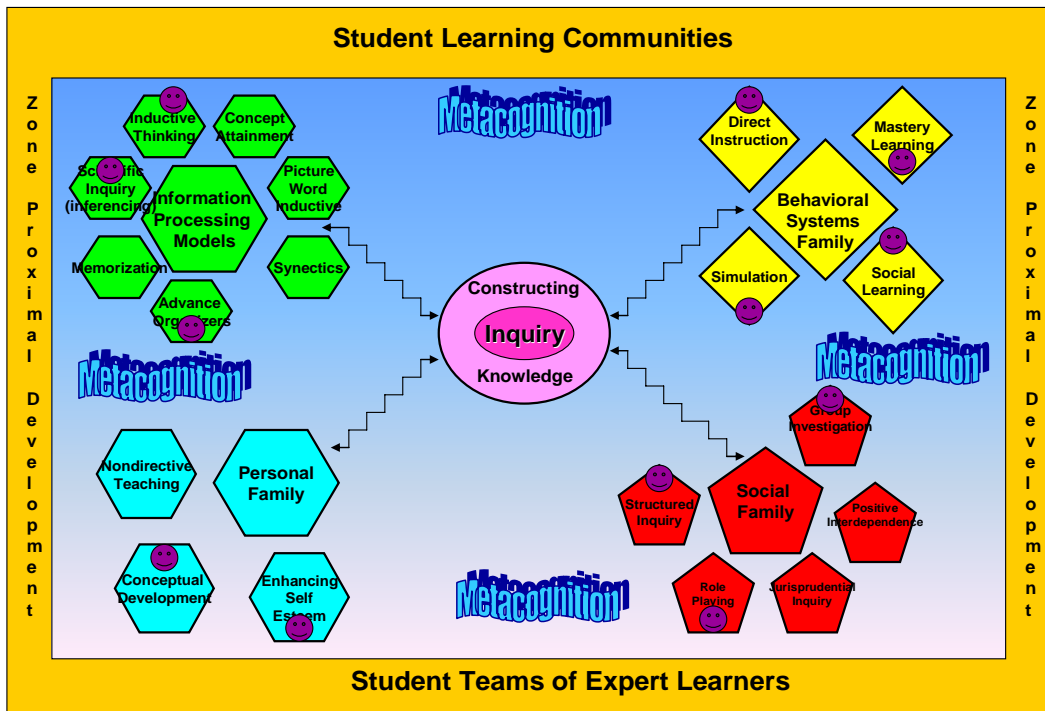 Student Learning Communities
Zone Proximal Development
Metacognition
Inductive
Thinking
Concept
Attainment
Scientific
Inquiry
(inferencing)
Information
Processing
Models
Picture
Word
Inductive
Memorization
Synectics
Advance
Organizers
Direct
Instruction
Mastery
Learning
Behavioral
Systems
Family
Simulation
Social
Learning
Constructing
Inquiry
Knowledge
Metacognition
Metacognition
Nondirective
Teaching
Personal
Family
Conceptual
Development
Enhancing
Self
Esteem
Group
Investigation
Structured
Inquiry
Social
Family
Positive
Interdependence
Role
Playing
Jurisprudential
Inquiry
Metacognition
Zone Proximal Development
Student Teams of Expert Learners